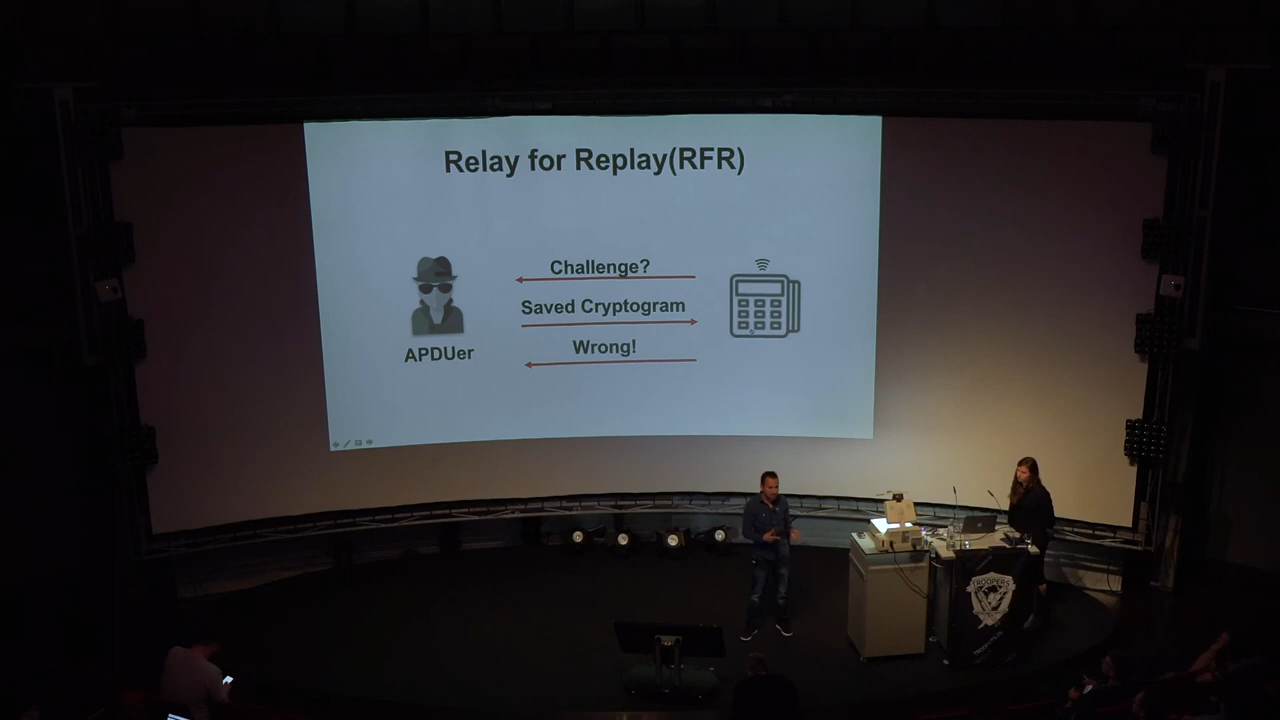 Relay for Replay(RFR)
Challenge?
Saved Cryptogram
Wrong!
APDUer
TROOPERS